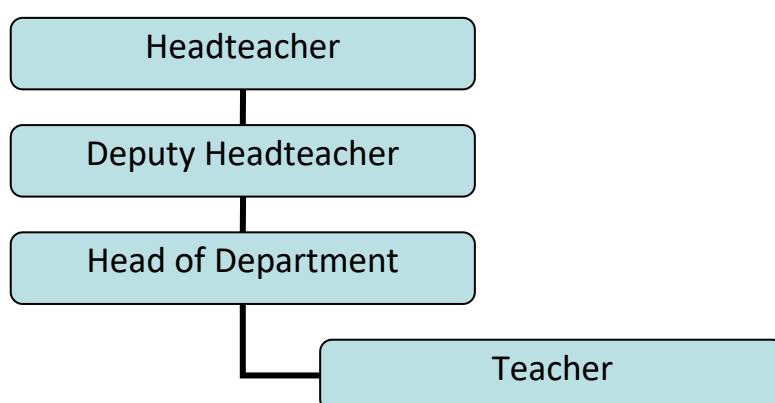 Headteacher
Deputy Headteacher
Head of Department
Teacher